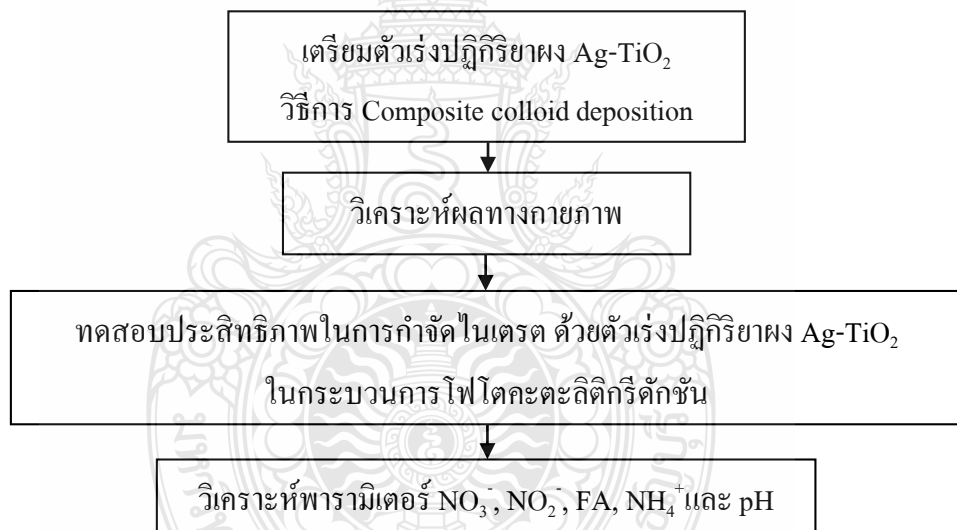 เตรียมตัวเร่งปฏิกิริยาผง Ag-TiO₂
วิธีการ Composite colloid deposition
วิเคราะห์ผลทางกายภาพ
ทดสอบประสิทธิภาพในการกำจัดไนเตรต ด้วยตัวเร่งปฏิกิริยาผง Ag-TiO₂
ในกระบวนการโฟโตคะตะลิติกรีดักชัน
วิเคราะห์พารามิเตอร์ NO₃⁻, NO₂⁻, FA, NH₄⁺และ pH